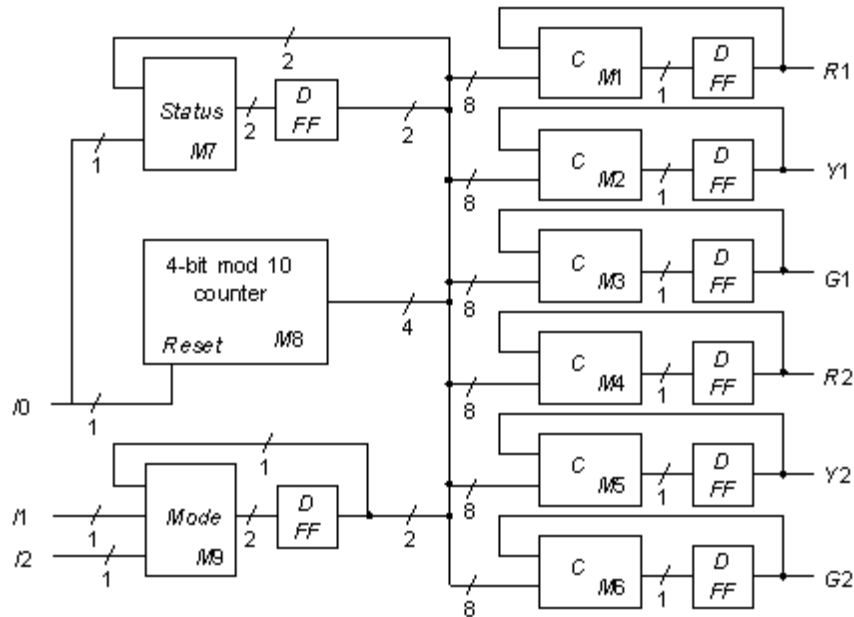 2
Status
M7
2
D
FF
2
1
4-bit mod 10
counter
Reset
M8
4
I0
1
1
I1
1
I2
1
Mode
M9
2
D
FF
2
8
C
M1
1
D
FF
R1
8
C
M2
1
D
FF
Y1
8
C
M3
1
D
FF
G1
8
C
M4
1
D
FF
R2
8
C
M5
1
D
FF
Y2
8
C
M6
1
D
FF
G2